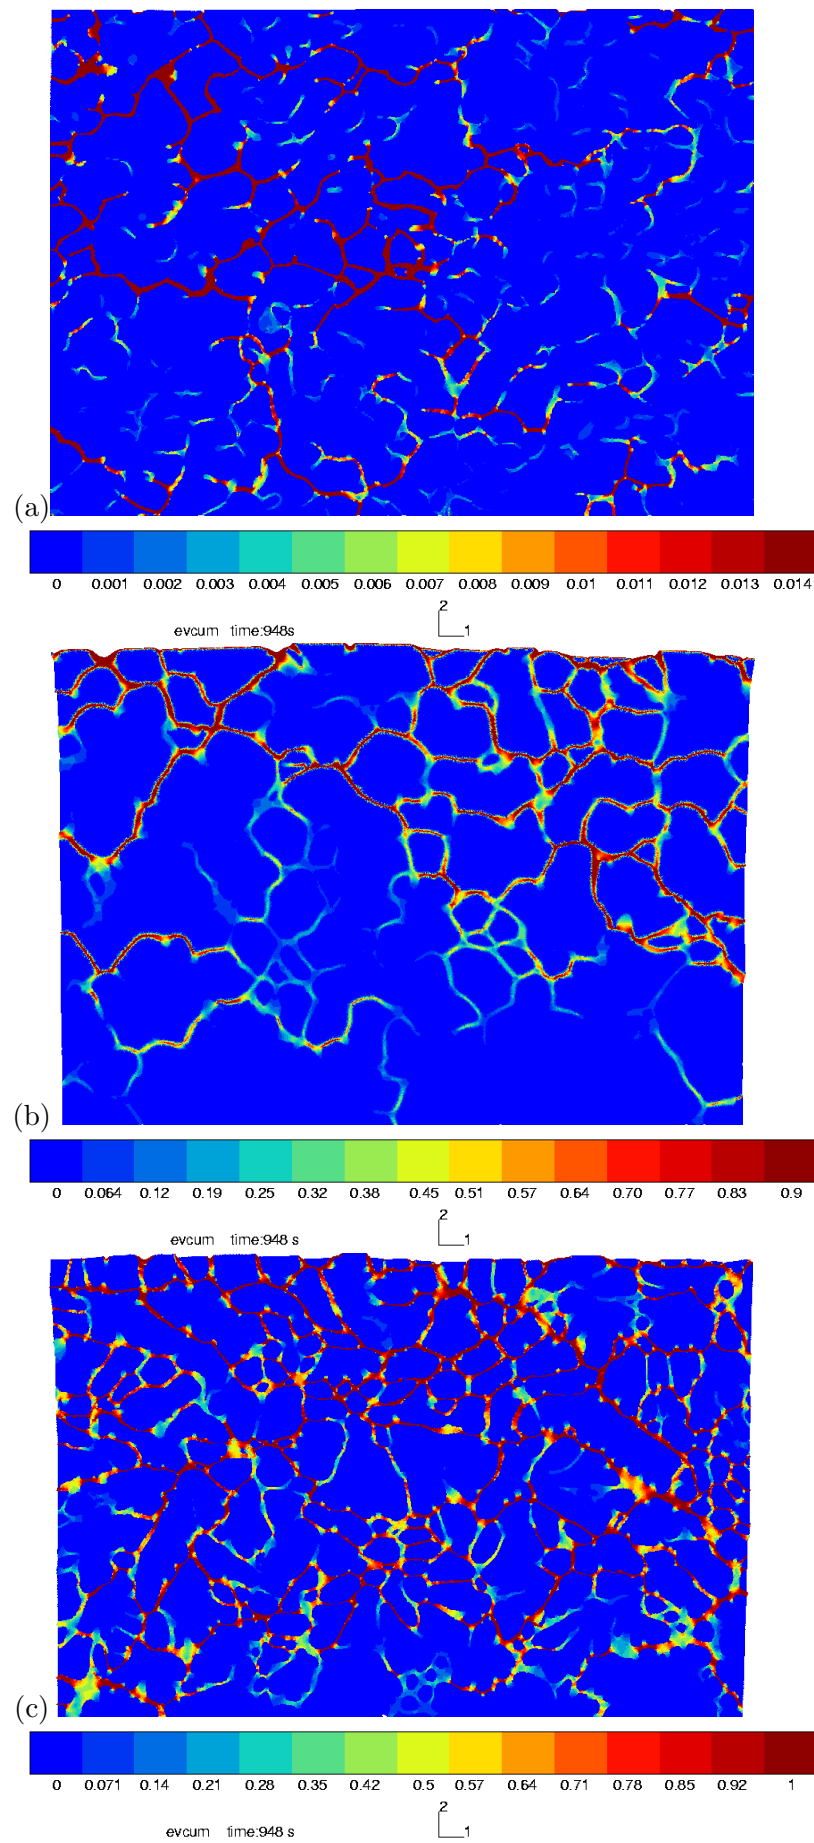 (a)
0 0.001 0.002 0.003 0.004 0.005 0.006 0.007 0.008 0.009 0.01 0.011 0.012 0.013 0.014
2
1
evcum time:948s
(b)
0 0.064 0.12 0.19 0.25 0.32 0.38 0.45 0.51 0.57 0.64 0.70 0.77 0.83 0.9
2
1
evcum time:948 s
(c)
0 0.071 0.14 0.21 0.28 0.35 0.42 0.5 0.57 0.64 0.71 0.78 0.85 0.92 1
2
1
evcum time:948 s